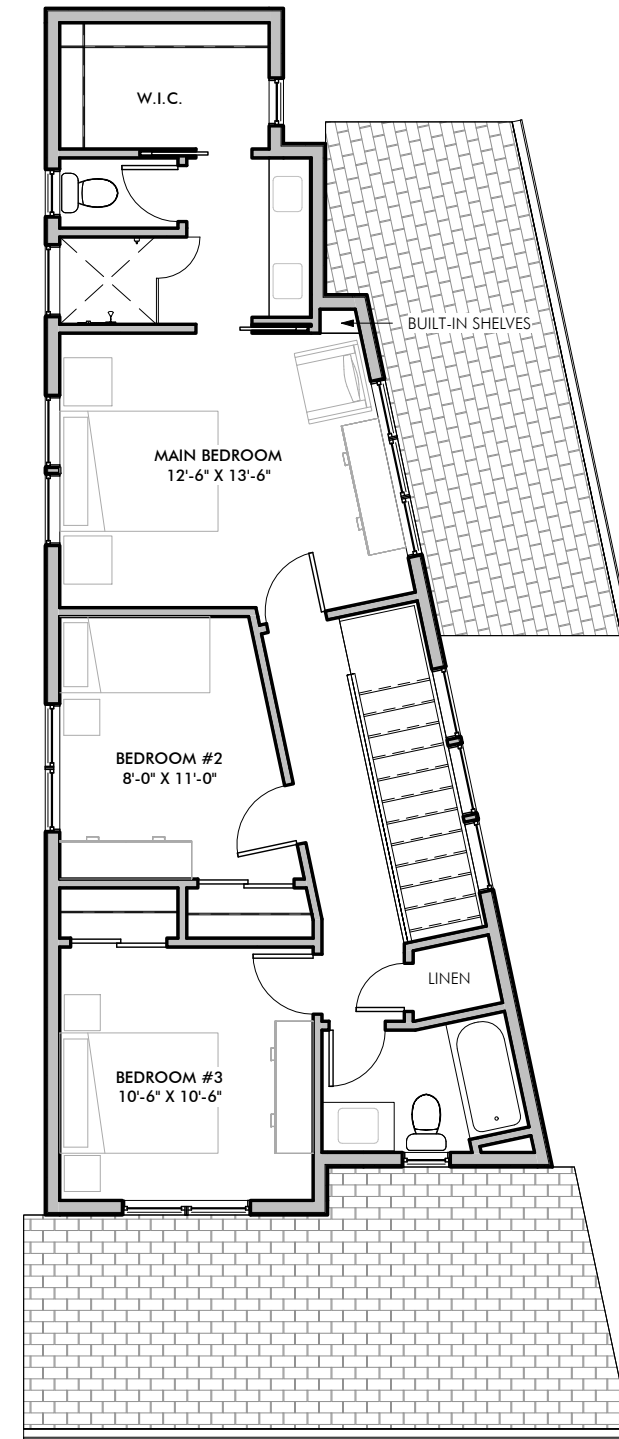 W.I.C.
BUILT-IN SHELVES
MAIN BEDROOM
12'-6" X 13'-6"
BEDROOM #2
8'-0" X 11'-0"
LINEN
BEDROOM #3
10'-6" X 10'-6"